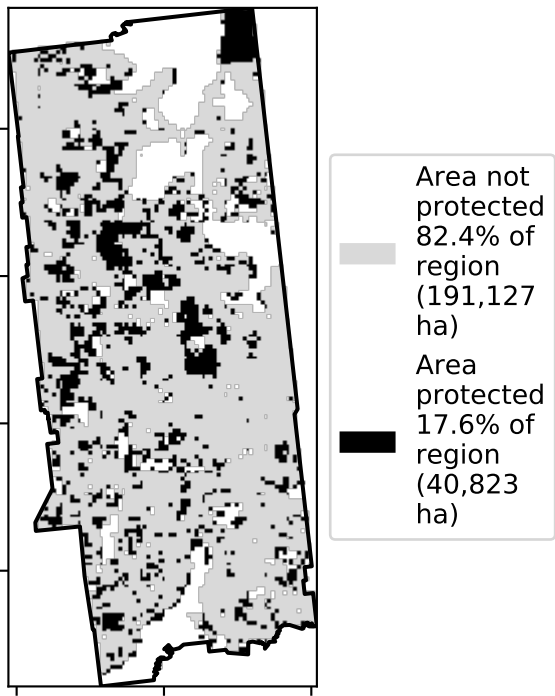 Area not
protected
82.4% of
region
(191,127
ha)
Area
protected
17.6% of
region
(40,823
ha)